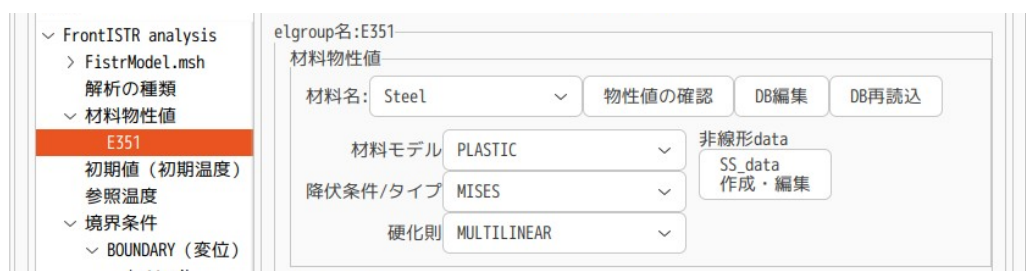 FrontISTR analysis
FistrModel.msh
解析の種類
材料物性値
E351
初期値（初期温度）
参照温度
境界条件
BOUNDARY（変位）
elgroup名:E351
材料物性値
材料名: Steel 物性値の確認 DB編集 DB再読込
材料モデル PLASTIC
降伏条件/タイプ MISES
硬化則 MULTILINEAR
非線形data
SS_data
作成・編集